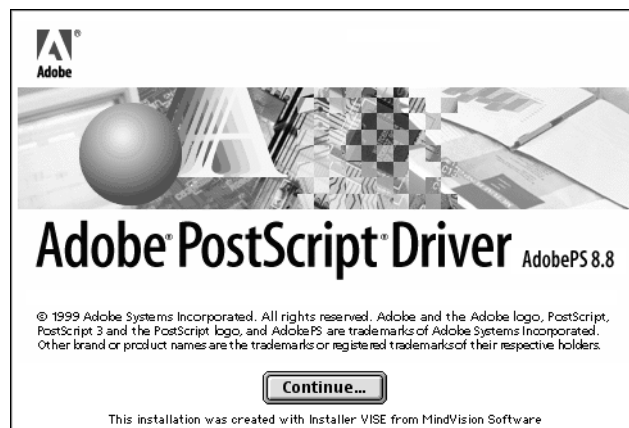 Adobe®
Adobe® PostScript® Driver AdobePS 8.8
© 1999 Adobe Systems Incorporated. All rights reserved. Adobe and the Adobe logo, PostScript,
PostScript 3 and the PostScript logo, and AdobePS are trademarks of Adobe Systems Incorporated.
Other brand or product names are the trademarks or registered trademarks of their respective holders.
Continue...
This installation was created with Installer VISE from MindVision Software